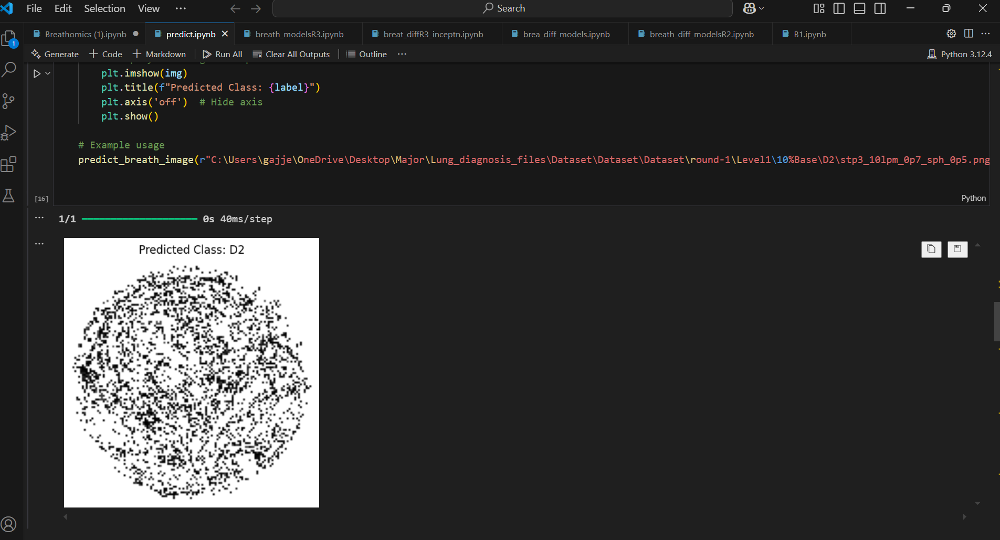 File Edit Selection View ··· Search
1
Breathomics (1).ipynb predict.ipynb breath_modelsR3.ipynb breat_diffR3_inceptn.ipynb brea_diff_models.ipynb breath_diff_modelsR2.ipynb B1.ipynb ···
Generate + Code + Markdown Run All Clear All Outputs Outline ··· Python 3.12.4
plt.imshow(img)
plt.title(f"Predicted Class: {label}")
plt.axis('off')  # Hide axis
plt.show()
# Example usage
predict_breath_image(r"C:\Users\gajje\OneDrive\Desktop\Major\Lung_diagnosis_files\Dataset\Dataset\Dataset\round-1\Level1\10%Base\D2\stp3_10lpm_0p7_sph_0p5.png
[16]
Python
1/1 0s 40ms/step
Predicted Class: D2